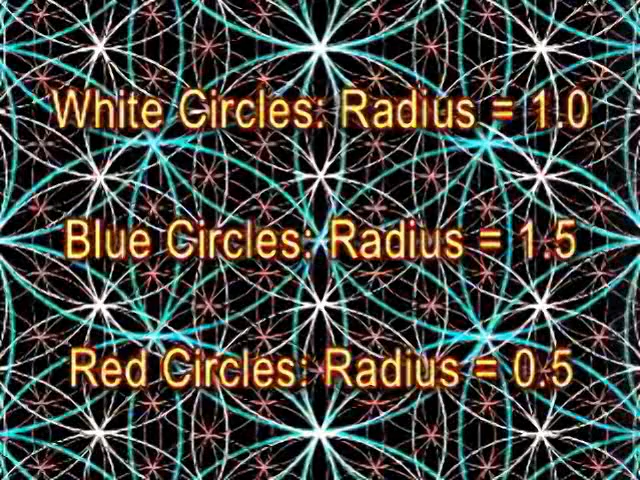 White Circles: Radius = 1.0
Blue Circles: Radius = 1.5
Red Circles: Radius = 0.5